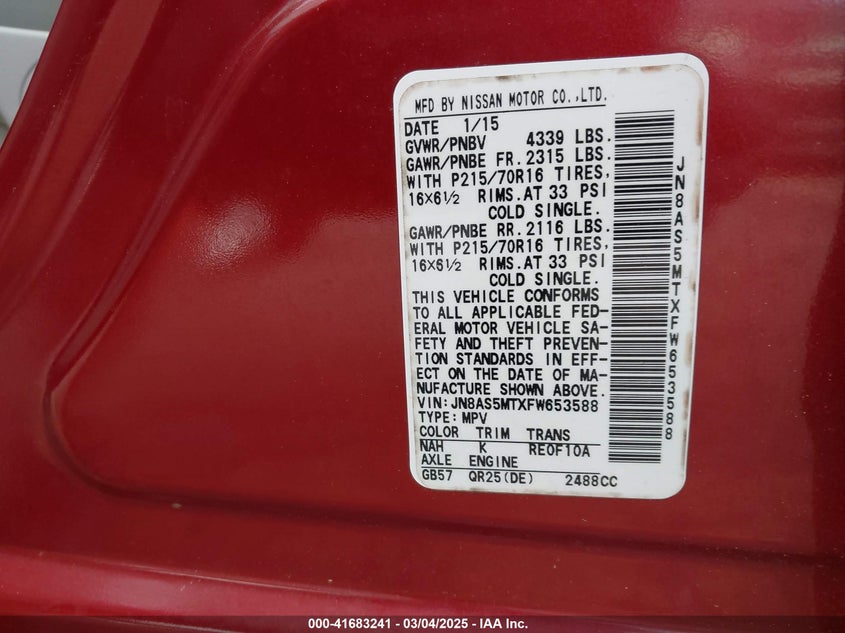 MFD BY NISSAN MOTOR CO.,LTD.
DATE 1/15
GVWR/PNBV 4339 LBS.
GAWR/PNBE FR. 2315 LBS.
WITH P215/70R16 TIRES,
16X6½ RIMS.AT 33 PSI
COLD SINGLE.
GAWR/PNBE RR. 2116 LBS.
WITH P215/70R16 TIRES,
16X6½ RIMS.AT 33 PSI
COLD SINGLE.
THIS VEHICLE CONFORMS
TO ALL APPLICABLE FED-
ERAL MOTOR VEHICLE SA-
FETY AND THEFT PREVEN-
TION STANDARDS IN EFF-
ECT ON THE DATE OF MA-
NUFACTURE SHOWN ABOVE.
VIN:JN8AS5MTXFW653588
TYPE:MPV
COLOR TRIM TRANS
NAH K RE0F10A
AXLE ENGINE
GB57 QR25(DE) 2488CC
JN8AS5MTXFW653588
000-41683241 - 03/04/2025 - IAA Inc.